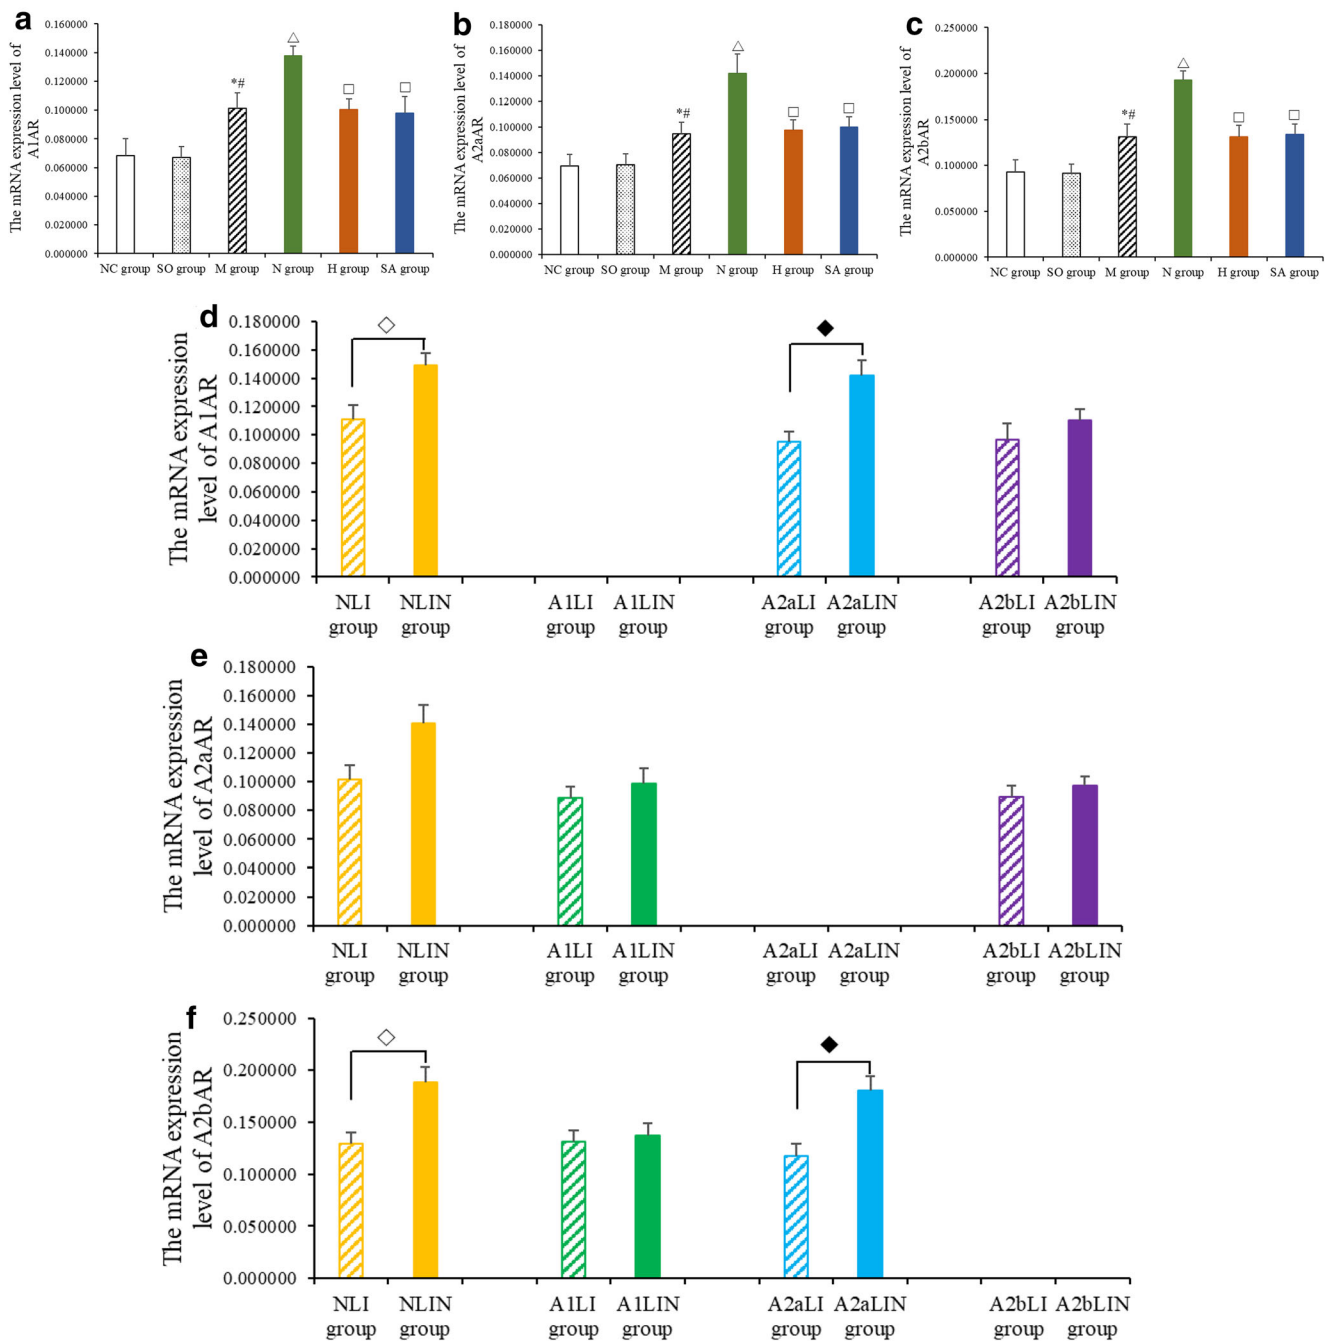 a
The mRNA expression level of
A1AR
0.160000
0.140000
0.120000
0.100000
0.080000
0.060000
0.040000
0.020000
0.000000
*#
△
□
□
NC group SO group M group N group H group SA group
b
The mRNA expression level of
A2aAR
0.180000
0.160000
0.140000
0.120000
0.100000
0.080000
0.060000
0.040000
0.020000
0.000000
*#
△
□
□
NC group SO group M group N group H group SA group
c
The mRNA expression level of
A2bAR
0.250000
0.200000
0.150000
0.100000
0.050000
0.000000
*#
△
□
□
NC group SO group M group N group H group SA group
d
The mRNA expression
level of A1AR
0.180000
0.160000
0.140000
0.120000
0.100000
0.080000
0.060000
0.040000
0.020000
0.000000
◇
◆
NLI NLIN A1LI A1LIN A2aLI A2aLIN A2bLI A2bLIN
group group group group group group group group
e
The mRNA expression
level of A2aAR
0.180000
0.160000
0.140000
0.120000
0.100000
0.080000
0.060000
0.040000
0.020000
0.000000
NLI NLIN A1LI A1LIN A2aLI A2aLIN A2bLI A2bLIN
group group group group group group group group
f
The mRNA expression
level of A2bAR
0.250000
0.200000
0.150000
0.100000
0.050000
0.000000
◇
◆
NLI NLIN A1LI A1LIN A2aLI A2aLIN A2bLI A2bLIN
group group group group group group group group